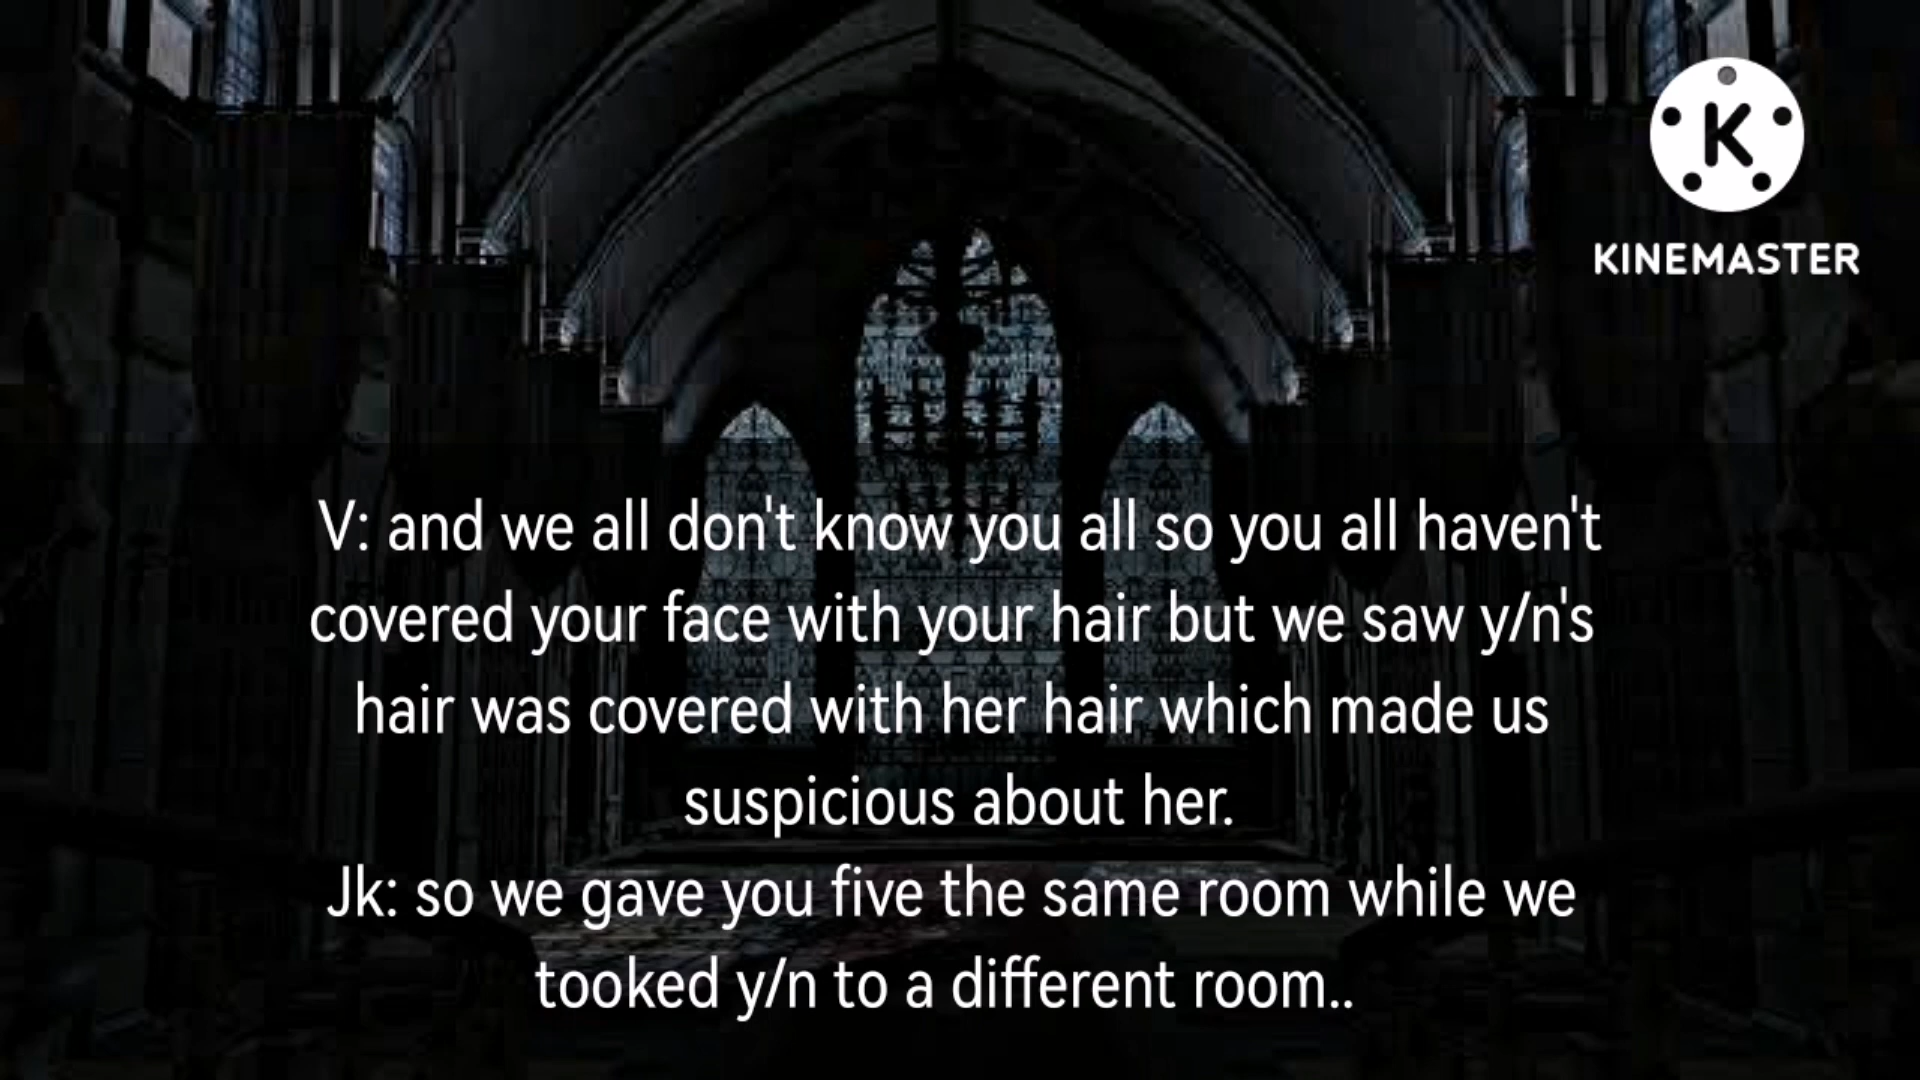 K
KINEMASTER
V: and we all don't know you all so you all haven't
covered your face with your hair but we saw y/n's
hair was covered with her hair which made us
suspicious about her.
Jk: so we gave you five the same room while we
tooked y/n to a different room..